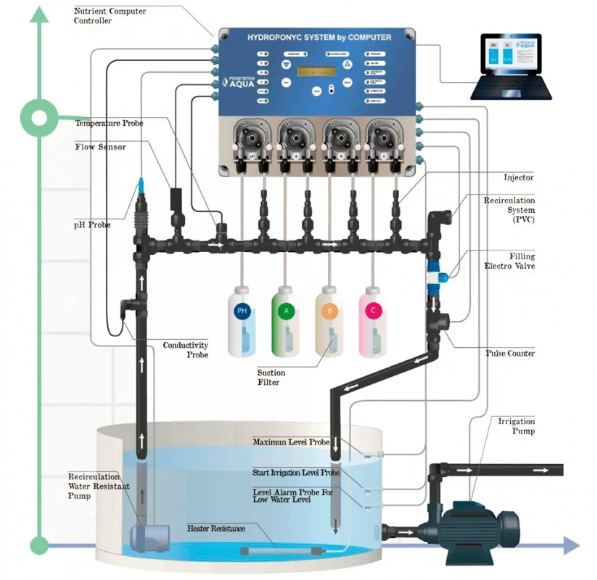 Nutrient Computer
Controller
HYDROPONYC SYSTEM by COMPUTER
PROSYSTEM
AQUA
AQUA
Temperature Probe
Flow Sensor
pH Probe
Injector
Recirculation
System
(PVC)
Filling
Electro Valve
PH
A
B
C
Conductivity
Probe
Suction
Filter
Pulse Counter
Maximun Level Probe
Irrigation
Pump
Start Irrigation Level Probe
Level Alarm Probe For
Low Water Level
Recirculation
Water Resistant
Pump
Heater Resistance